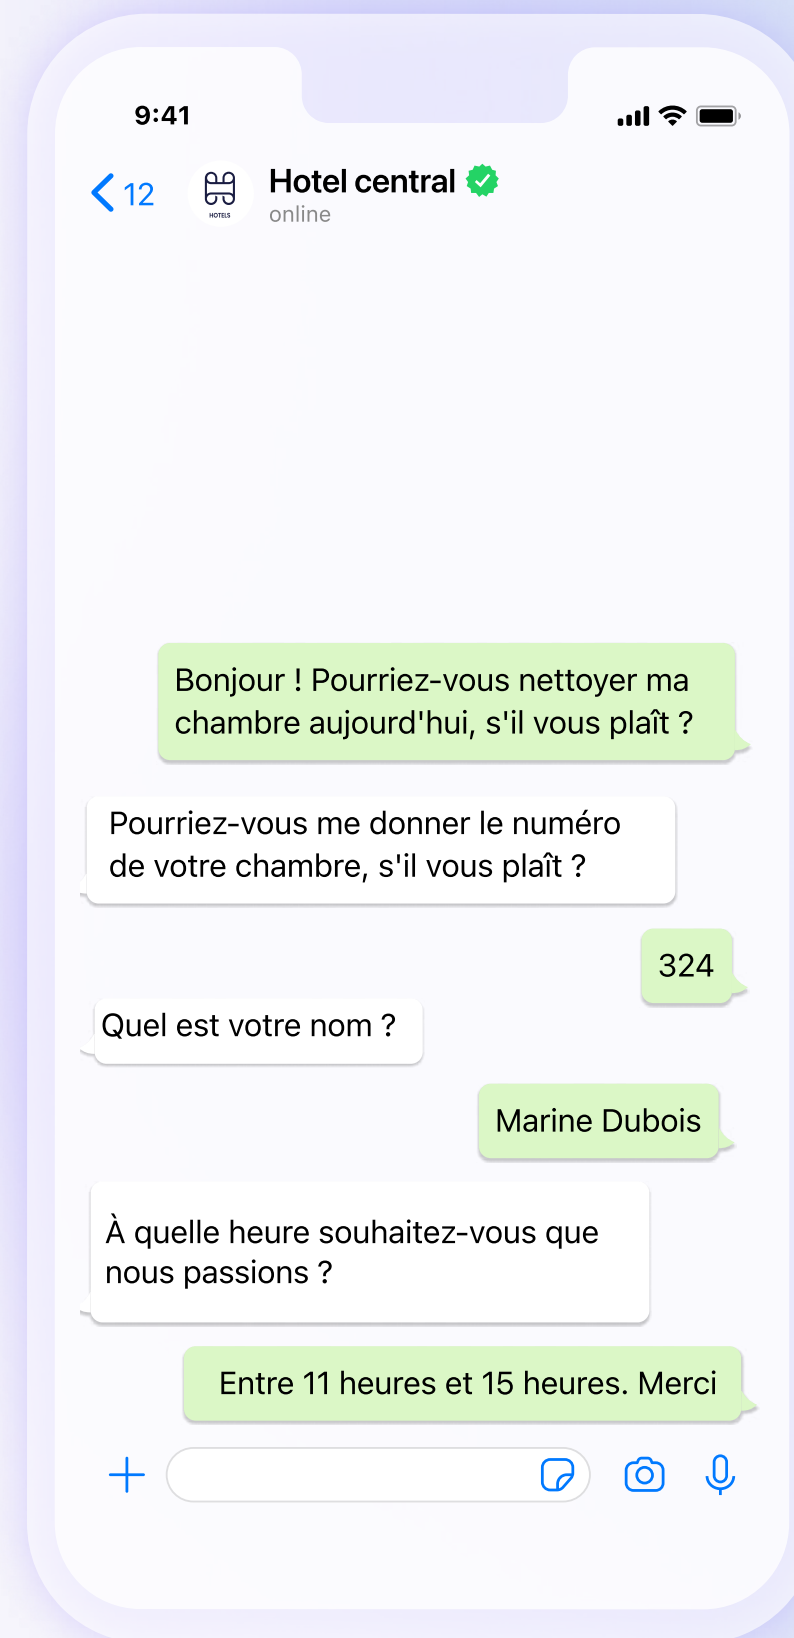 9:41
12
Hotel central
HOTELS
online
Bonjour ! Pourriez-vous nettoyer ma
chambre aujourd'hui, s'il vous plaît ?
Pourriez-vous me donner le numéro
de votre chambre, s'il vous plaît ?
324
Quel est votre nom ?
Marine Dubois
À quelle heure souhaitez-vous que
nous passions ?
Entre 11 heures et 15 heures. Merci